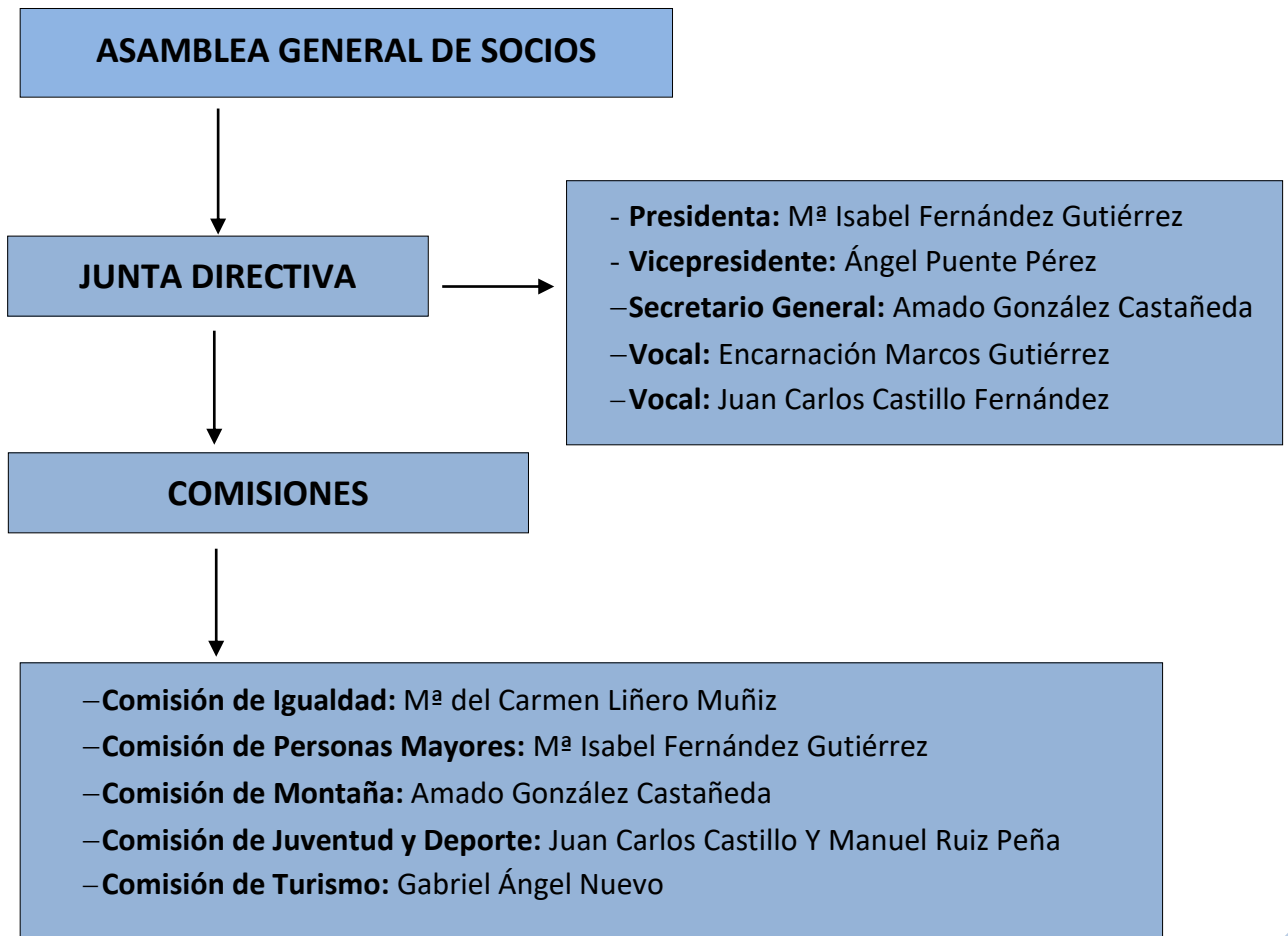 ASAMBLEA GENERAL DE SOCIOS
JUNTA DIRECTIVA
- Presidenta: Mª Isabel Fernández Gutiérrez
- Vicepresidente: Ángel Puente Pérez
–Secretario General: Amado González Castañeda
–Vocal: Encarnación Marcos Gutiérrez
–Vocal: Juan Carlos Castillo Fernández
COMISIONES
–Comisión de Igualdad: Mª del Carmen Liñero Muñiz
–Comisión de Personas Mayores: Mª Isabel Fernández Gutiérrez
–Comisión de Montaña: Amado González Castañeda
–Comisión de Juventud y Deporte: Juan Carlos Castillo Y Manuel Ruiz Peña
–Comisión de Turismo: Gabriel Ángel Nuevo